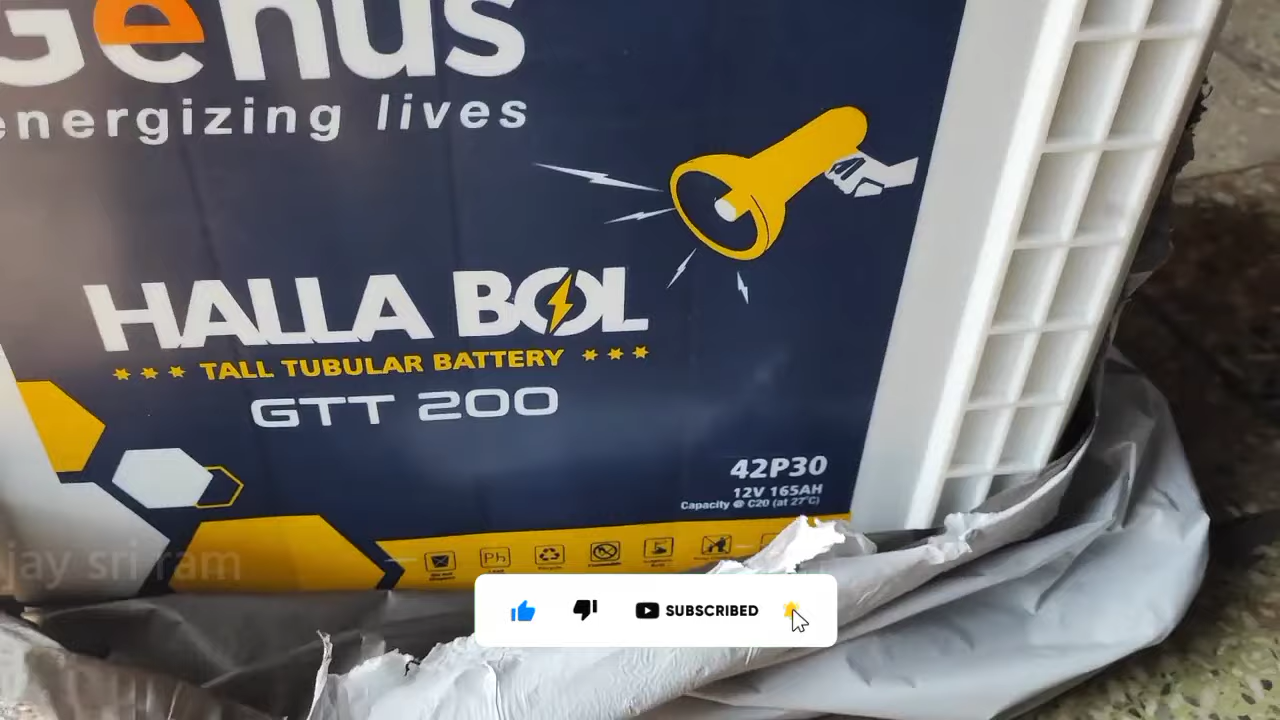 Genus
energizing lives
HALLA BOL
TALL TUBULAR BATTERY
GTT 200
42P30
12V 165AH
Capacity @ C20 (at 27°C)
Ph
jay sri ram
SUBSCRIBED